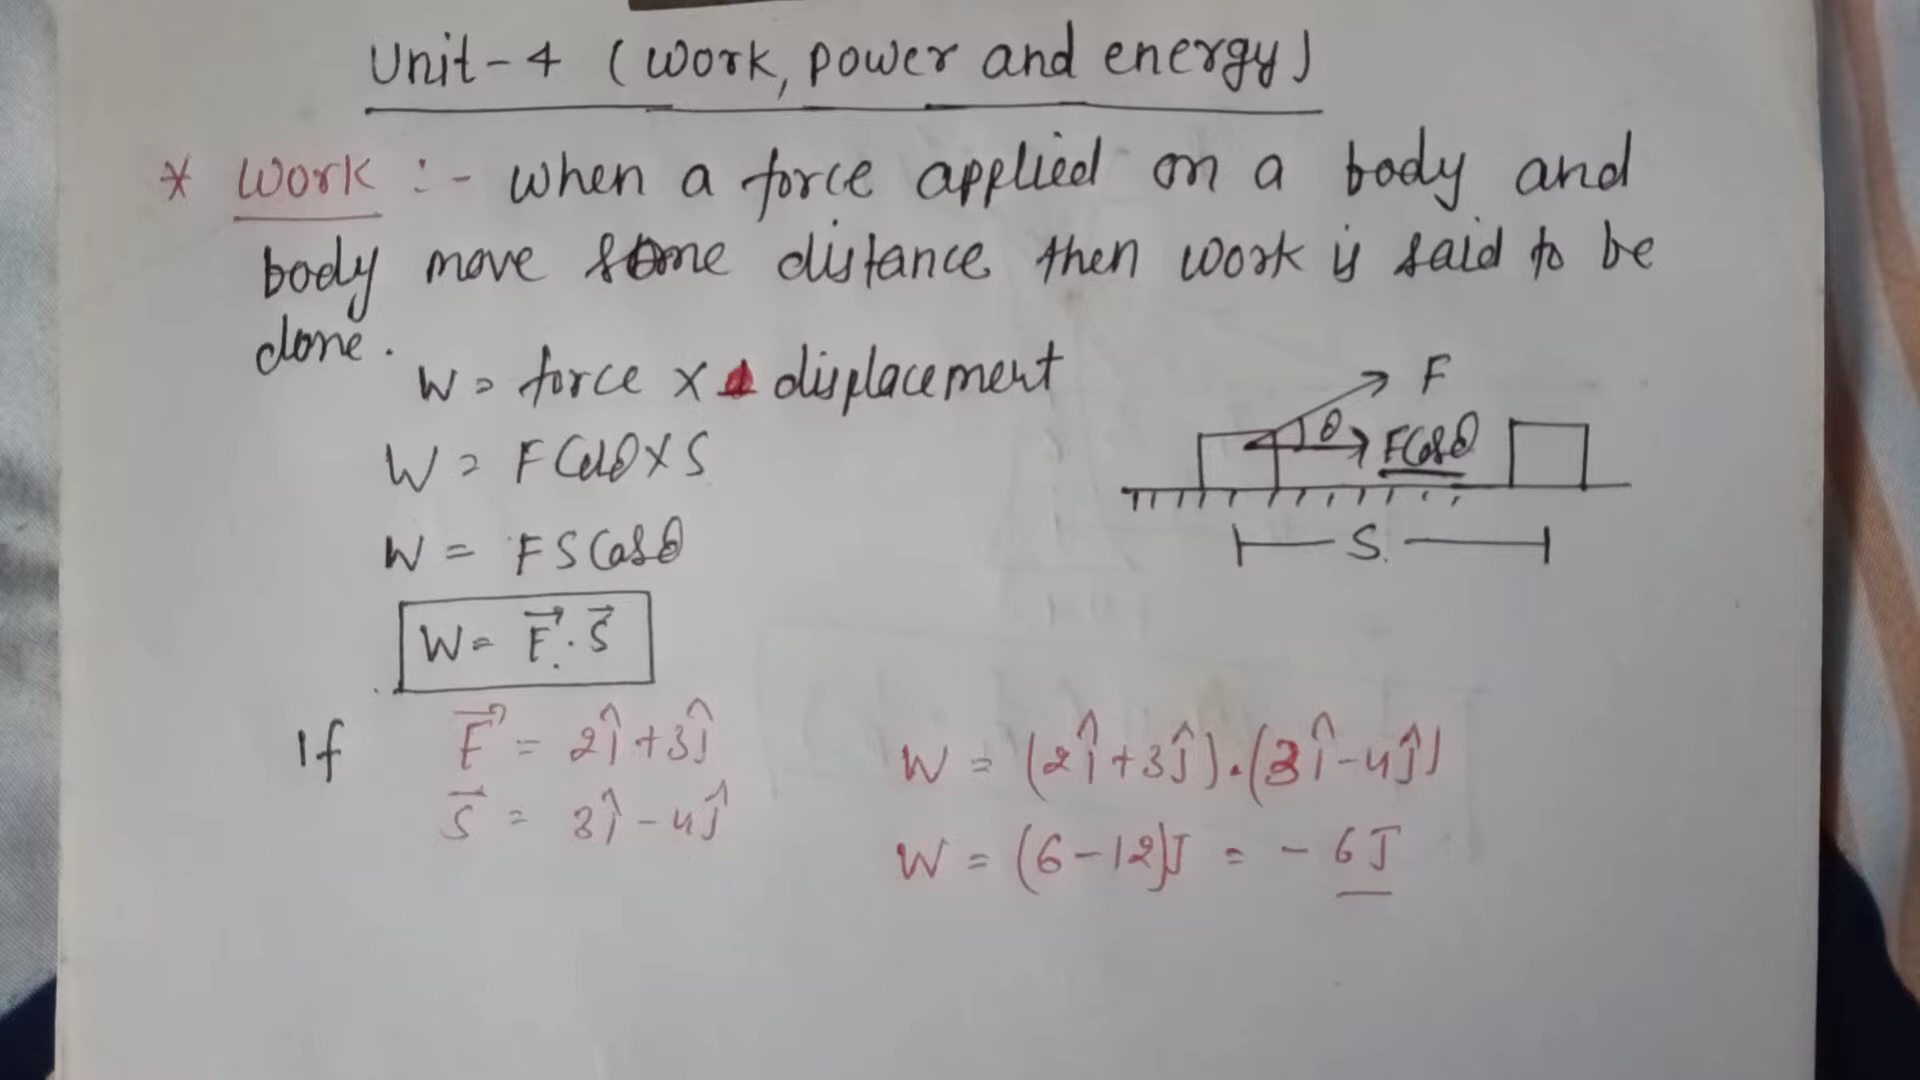 Unit-4 (Work, power and energy)
* Work :- when a force applied on a body and
body move some distance then work is said to be
done.
W = force x displacement
W = F Cosθ x S
W = F S Cosθ
W = F⃗ . S⃗
F
θ
FCosθ
S
If F⃗ = 2î + 3ĵ
S⃗ = 3î - 4ĵ
W = (2î + 3ĵ) . (3î - 4ĵ)
W = (6-12)J = - 6J